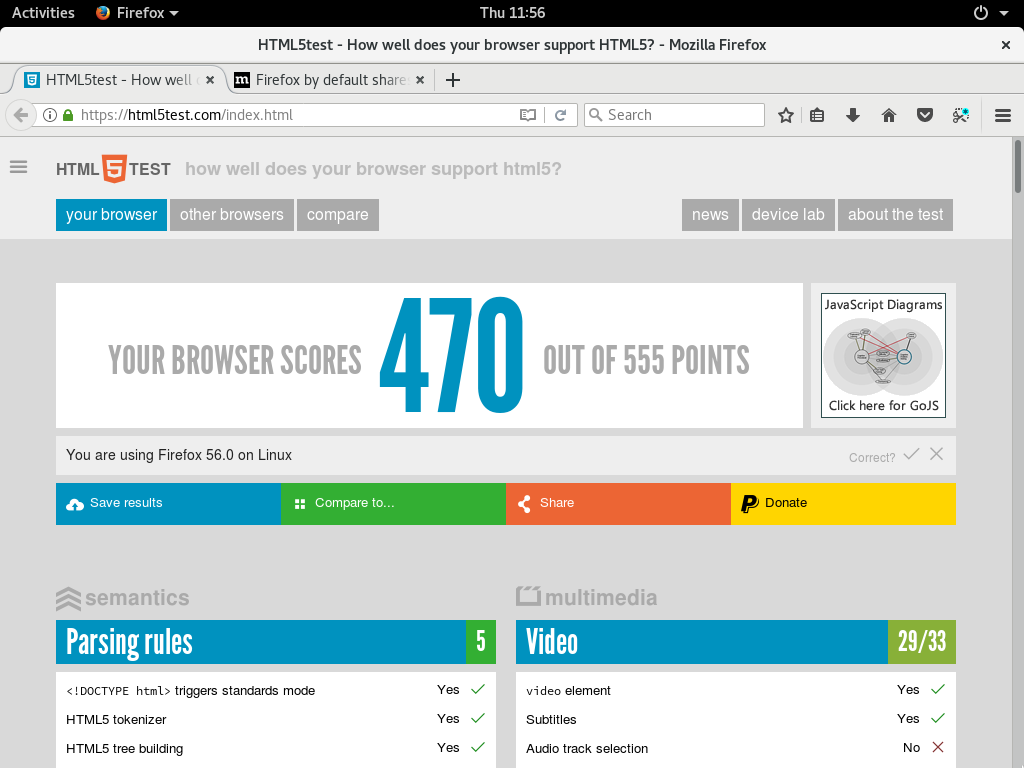 Activities Firefox Thu 11:56
HTML5test - How well does your browser support HTML5? - Mozilla Firefox
HTML5test - How well Firefox by default share
https://html5test.com/index.html Search
HTML 5 TEST how well does your browser support html5?
your browser other browsers compare news device lab about the test
YOUR BROWSER SCORES 470 OUT OF 555 POINTS
JavaScript Diagrams
Click here for GoJS
You are using Firefox 56.0 on Linux Correct?
Save results Compare to... Share Donate
semantics multimedia
Parsing rules 5 Video 29/33
<!DOCTYPE html> triggers standards mode Yes video element Yes
HTML5 tokenizer Yes Subtitles Yes
HTML5 tree building Yes Audio track selection No